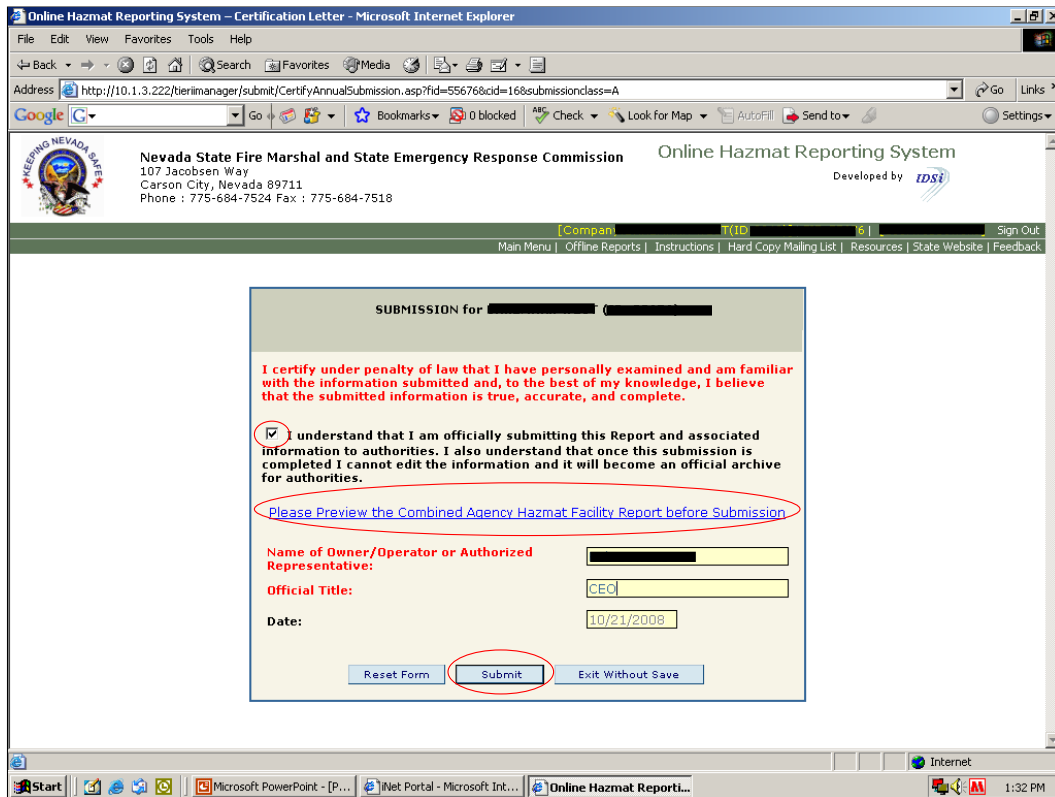 Online Hazmat Reporting System – Certification Letter - Microsoft Internet Explorer
File Edit View Favorites Tools Help
Back Search Favorites Media
Address http://10.1.3.222/tieriimanager/submit/CertifyAnnualSubmission.asp?fid=55676&cid=16&submissionclass=A Go Links
Google G Go Bookmarks 0 blocked ABC Check Look for Map AutoFill Send to Settings
KEEPING NEVADA SAFE
Nevada State Fire Marshal and State Emergency Response Commission
107 Jacobsen Way
Carson City, Nevada 89711
Phone : 775-684-7524 Fax : 775-684-7518
Online Hazmat Reporting System
Developed by IDSi
[Compan T(ID 6 | ] Sign Out
Main Menu | Offline Reports | Instructions | Hard Copy Mailing List | Resources | State Website | Feedback
SUBMISSION for (
I certify under penalty of law that I have personally examined and am familiar
with the information submitted and, to the best of my knowledge, I believe
that the submitted information is true, accurate, and complete.
I understand that I am officially submitting this Report and associated
information to authorities. I also understand that once this submission is
completed I cannot edit the information and it will become an official archive
for authorities.
Please Preview the Combined Agency Hazmat Facility Report before Submission
Name of Owner/Operator or Authorized
Representative:
Official Title: CEO
Date: 10/21/2008
Reset Form Submit Exit Without Save
Internet
Start Microsoft PowerPoint - [P... iNet Portal - Microsoft Int... Online Hazmat Reporti... M 1:32 PM